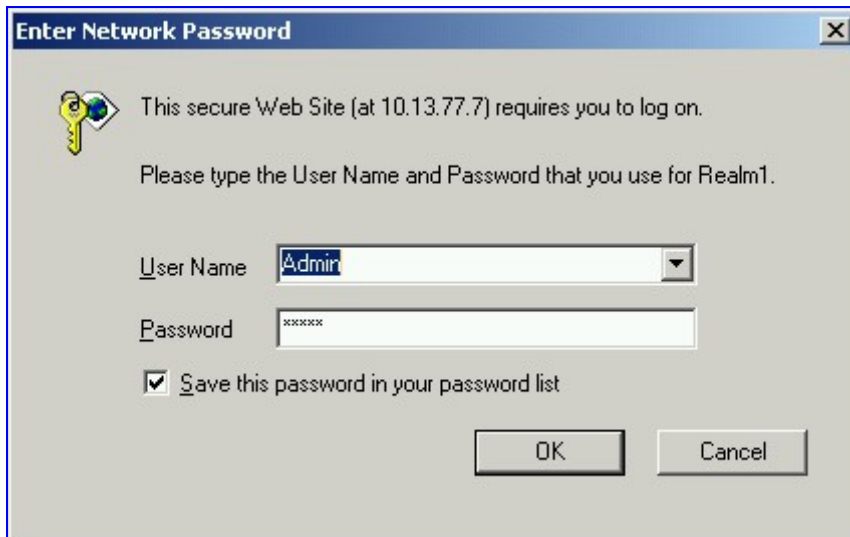 Enter Network Password
This secure Web Site (at 10.13.77.7) requires you to log on.
Please type the User Name and Password that you use for Realm1.
User Name Admin
Password *****
Save this password in your password list
OK Cancel